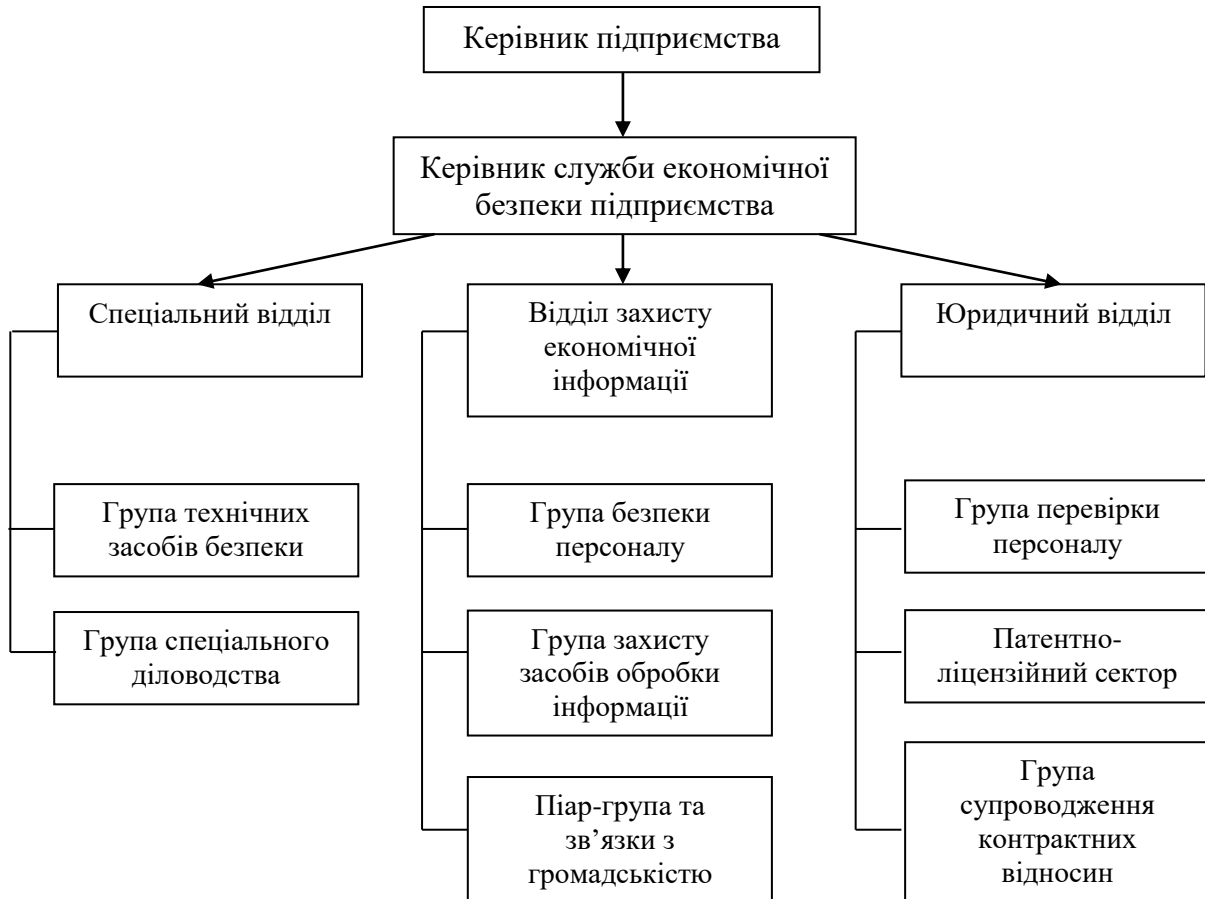 Керівник підприємства
Керівник служби економічної
безпеки підприємства
Спеціальний відділ
Відділ захисту
економічної
інформації
Юридичний відділ
Група технічних
засобів безпеки
Група безпеки
персоналу
Група перевірки
персоналу
Група спеціального
діловодства
Група захисту
засобів обробки
інформації
Патентно-
ліцензійний сектор
Піар-група та
зв’язки з
громадськістю
Група
супроводження
контрактних
відносин